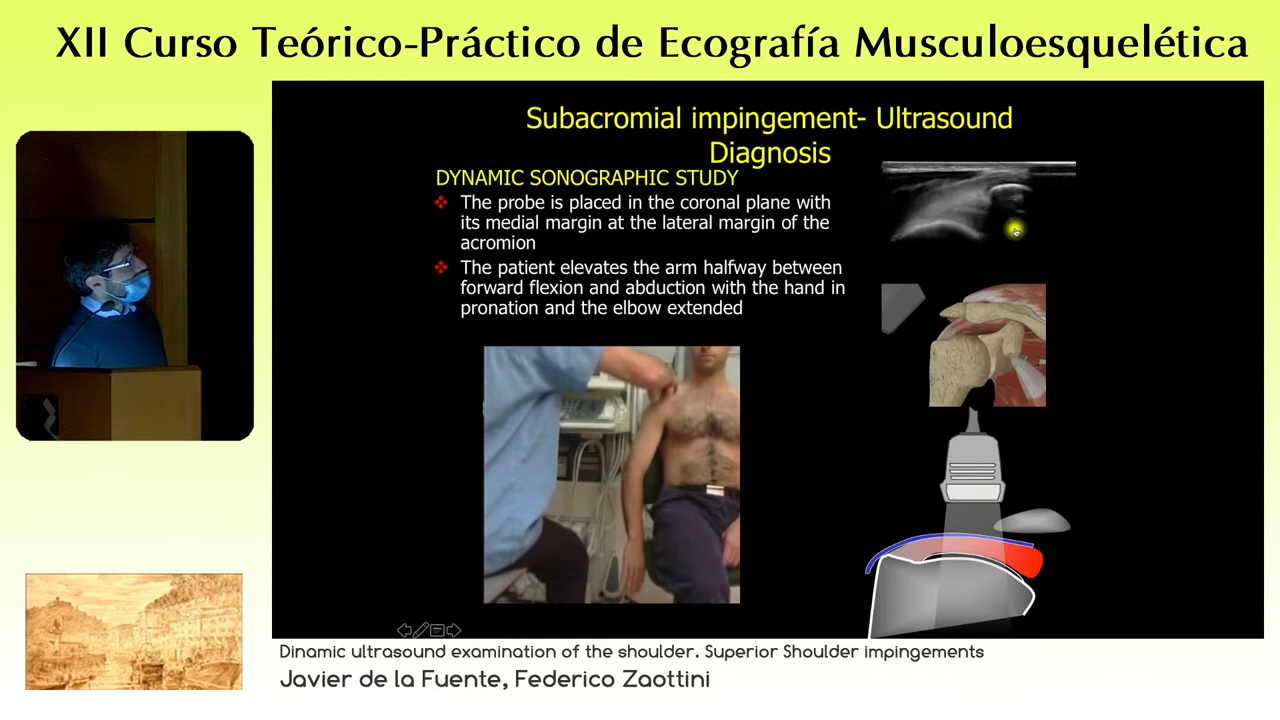 XII Curso Teórico-Práctico de Ecografía Musculoesquelética
Subacromial impingement- Ultrasound
Diagnosis
DYNAMIC SONOGRAPHIC STUDY
The probe is placed in the coronal plane with
its medial margin at the lateral margin of the
acromion
The patient elevates the arm halfway between
forward flexion and abduction with the hand in
pronation and the elbow extended
Dinamic ultrasound examination of the shoulder. Superior Shoulder impingements
Javier de la Fuente, Federico Zaottini